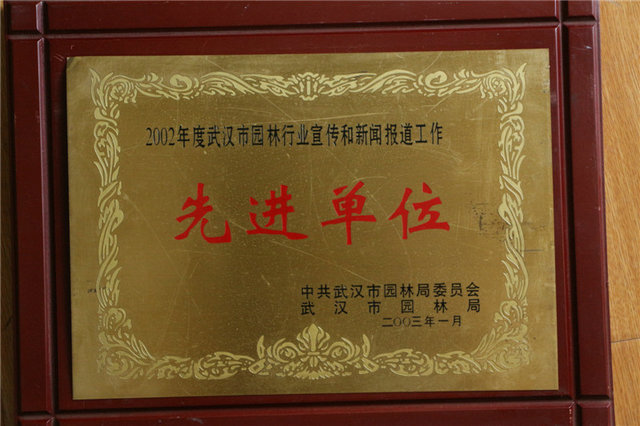 2002年度武汉市园林行业宣传和新闻报道工作
先进单位
中共武汉市园林局委员会
武汉市园林局
二〇〇三年一月